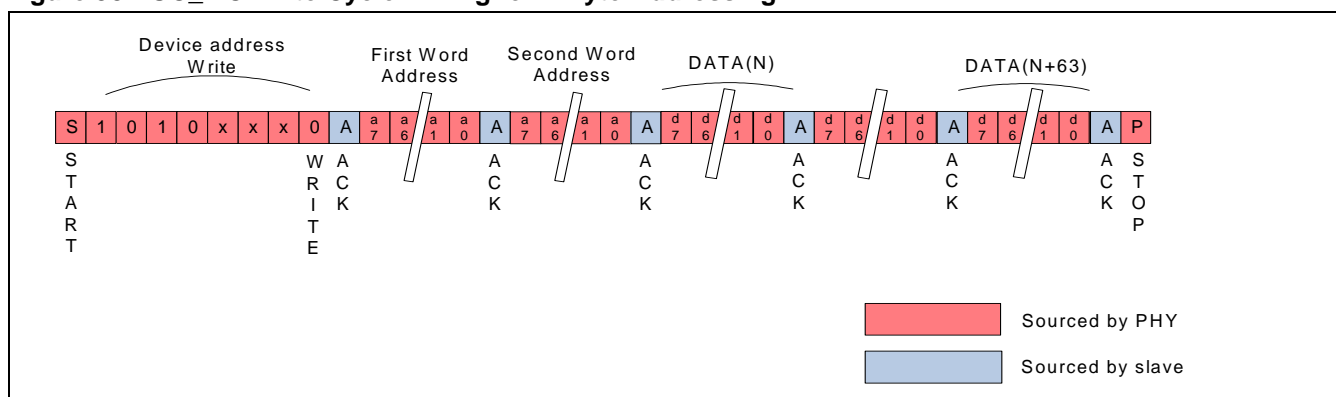 Device address
Write
First Word
Address
Second Word
Address
DATA(N)
DATA(N+63)
S 1 0 1 0 x x x 0 A a7 a6 a1 a0 A a7 a6 a1 a0 A d7 d6 d1 d0 A d7 d6 d1 d0 A d7 d6 d1 d0 A P
START
WRITE
ACK
ACK
ACK
ACK
ACK
ACK
STOP
Sourced by PHY
Sourced by slave